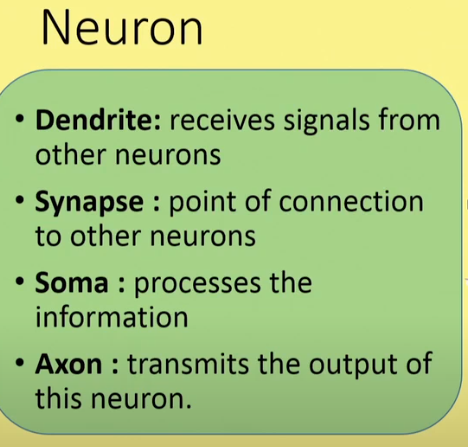 Neuron
• Dendrite: receives signals from
other neurons
• Synapse : point of connection
to other neurons
• Soma : processes the
information
• Axon : transmits the output of
this neuron.